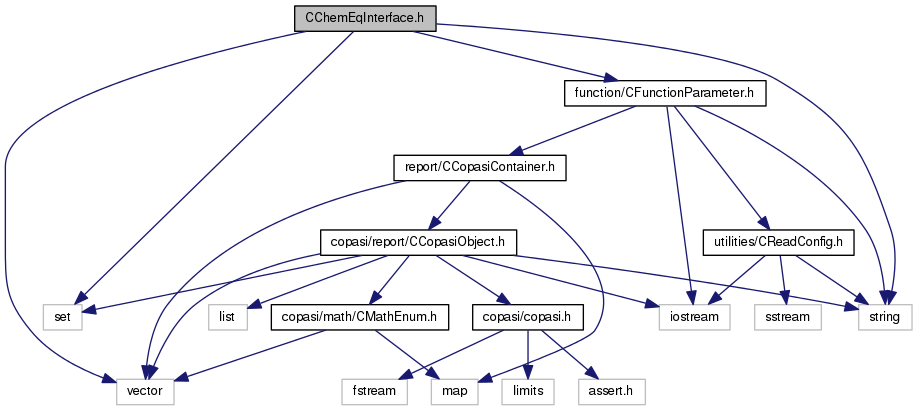 CChemEqInterface.h
function/CFunctionParameter.h
report/CCopasiContainer.h
copasi/report/CCopasiObject.h
utilities/CReadConfig.h
set
list
copasi/math/CMathEnum.h
copasi/copasi.h
iostream
sstream
string
vector
fstream
map
limits
assert.h